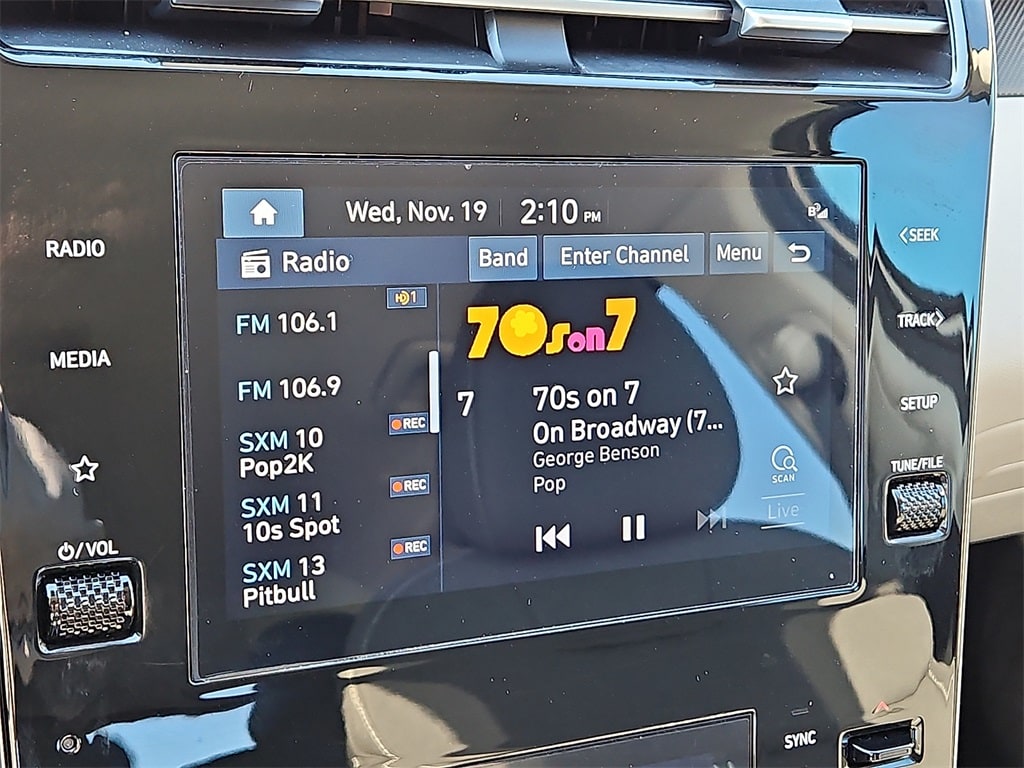 Wed, Nov. 19 2:10 PM
RADIO
Radio Band Enter Channel Menu
< SEEK
HD 1
FM 106.1
70s on 7
TRACK >
MEDIA
FM 106.9
7 70s on 7
On Broadway (7...
George Benson
Pop
SETUP
REC
SXM 10
Pop2K
REC
SXM 11
10s Spot
REC
SXM 13
Pitbull
SCAN
Live
TUNE/FILE
/VOL
SYNC